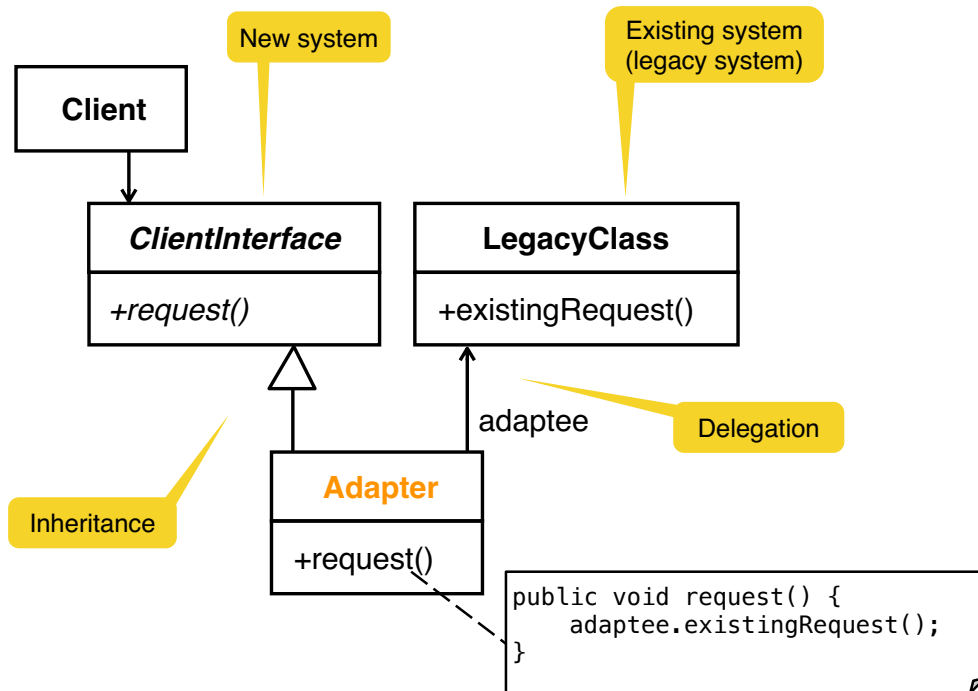 New system
Existing system
(legacy system)
Client
ClientInterface
+request()
LegacyClass
+existingRequest()
adaptee
Delegation
Inheritance
Adapter
+request()
public void request() {
    adaptee.existingRequest();
}